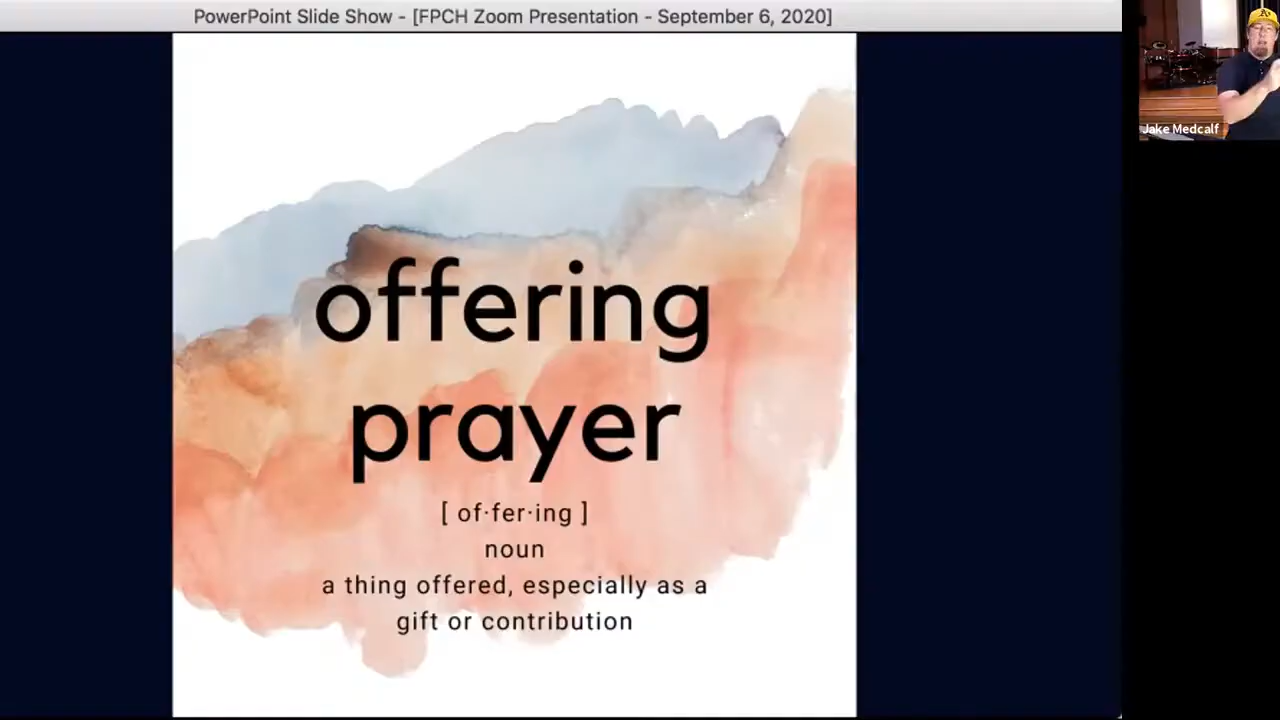 PowerPoint Slide Show - [FPCH Zoom Presentation - September 6, 2020]
offering
prayer
[ of·fer·ing ]
noun
a thing offered, especially as a
gift or contribution
Jake Medcalf
A's